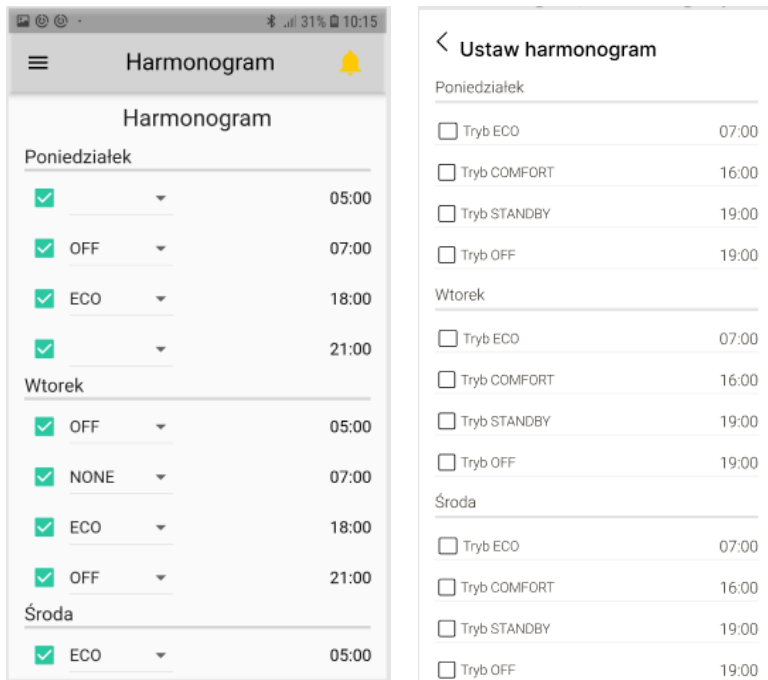 31% 10:15
Harmonogram
Harmonogram
Poniedziałek
05:00
OFF 07:00
ECO 18:00
21:00
Wtorek
OFF 05:00
NONE 07:00
ECO 18:00
OFF 21:00
Środa
ECO 05:00
Ustaw harmonogram
Poniedziałek
Tryb ECO 07:00
Tryb COMFORT 16:00
Tryb STANDBY 19:00
Tryb OFF 19:00
Wtorek
Tryb ECO 07:00
Tryb COMFORT 16:00
Tryb STANDBY 19:00
Tryb OFF 19:00
Środa
Tryb ECO 07:00
Tryb COMFORT 16:00
Tryb STANDBY 19:00
Tryb OFF 19:00